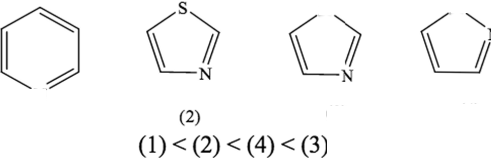 S
N
N
N
(2)
(1) < (2) < (4) < (3)